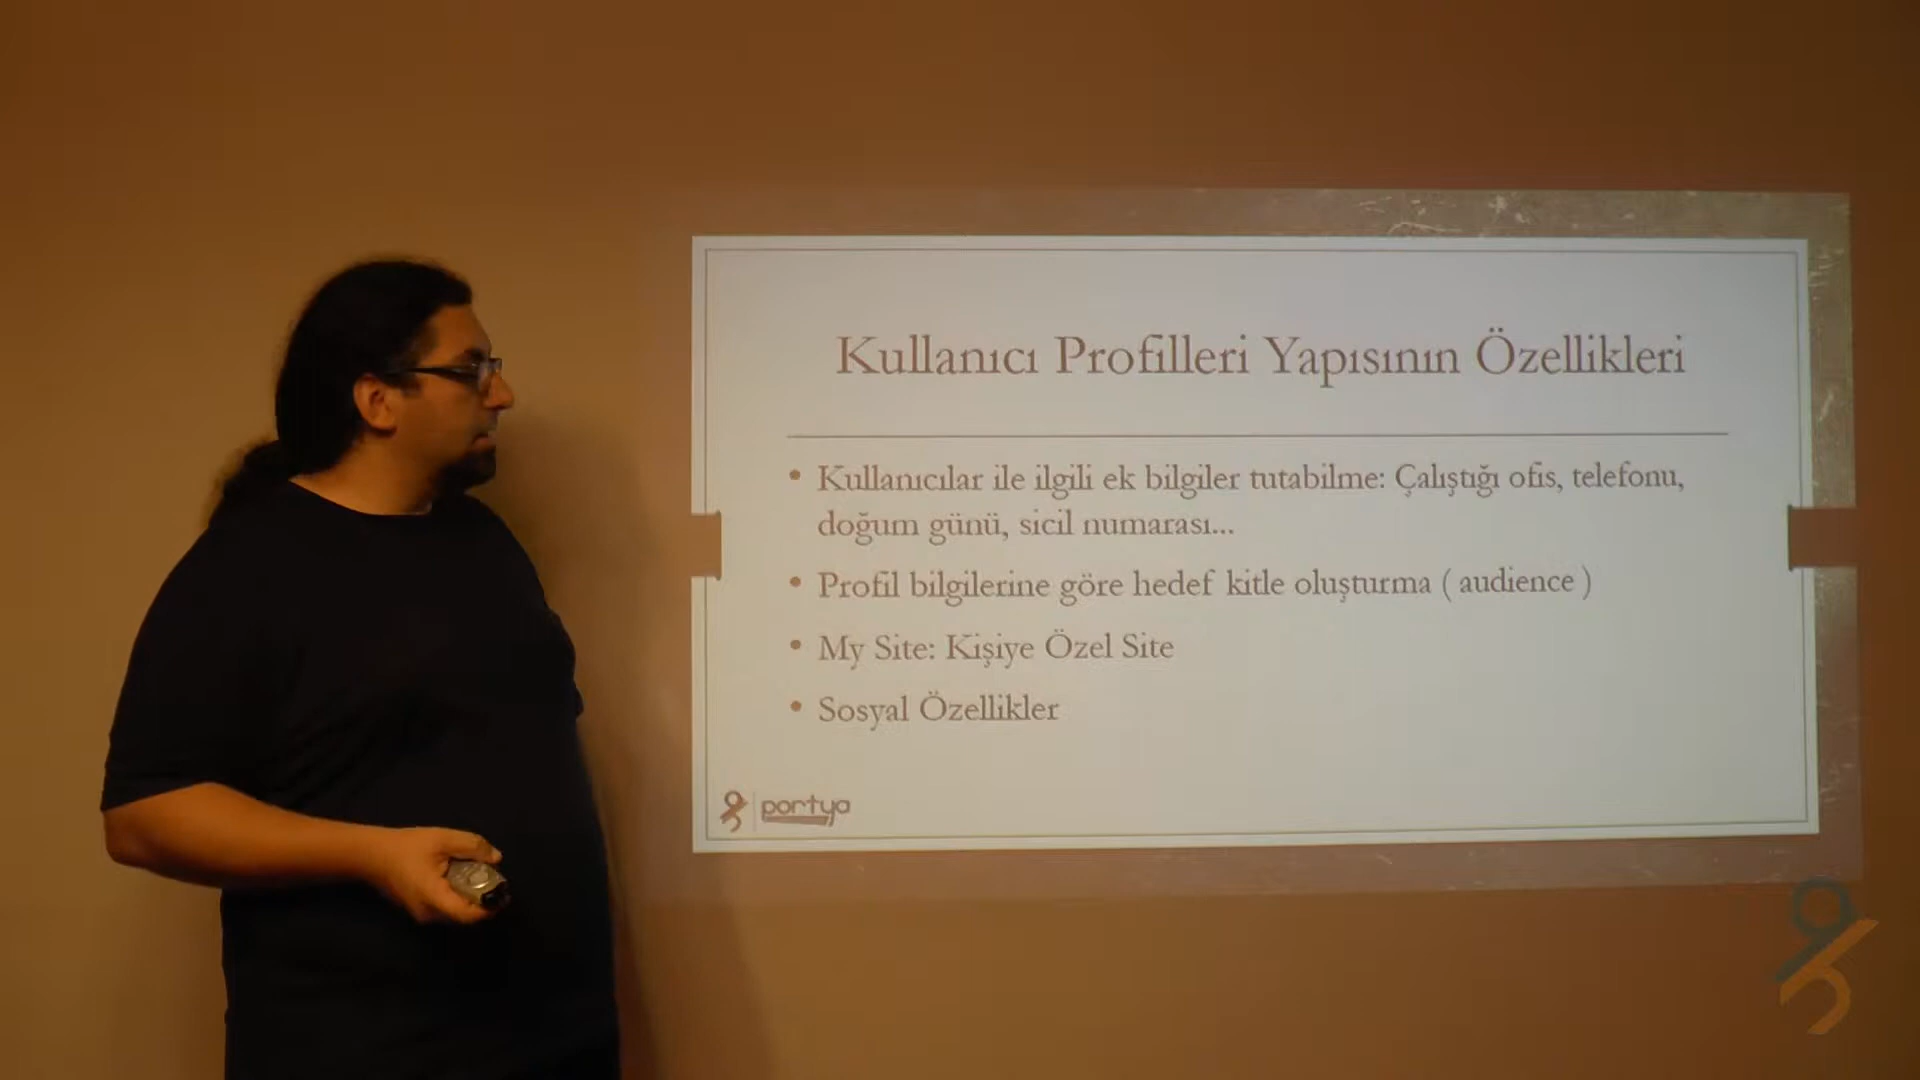 Kullanıcı Profilleri Yapısının Özellikleri
• Kullanıcılar ile ilgili ek bilgiler tutabilme: Çalıştığı ofis, telefonu,
doğum günü, sicil numarası...
• Profil bilgilerine göre hedef kitle oluşturma ( audience )
• My Site: Kişiye Özel Site
• Sosyal Özellikler
portya